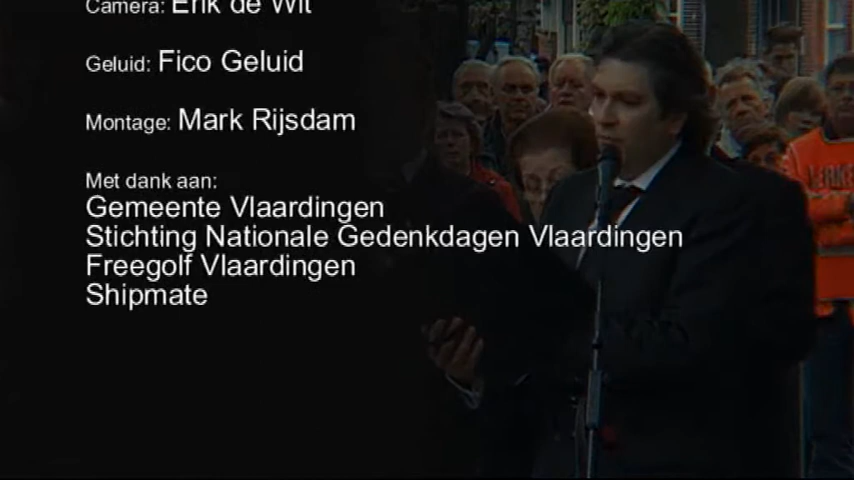 Camera: Erik de Wit
Geluid: Fico Geluid
Montage: Mark Rijsdam
Met dank aan:
Gemeente Vlaardingen
Stichting Nationale Gedenkdagen Vlaardingen
Freegolf Vlaardingen
Shipmate